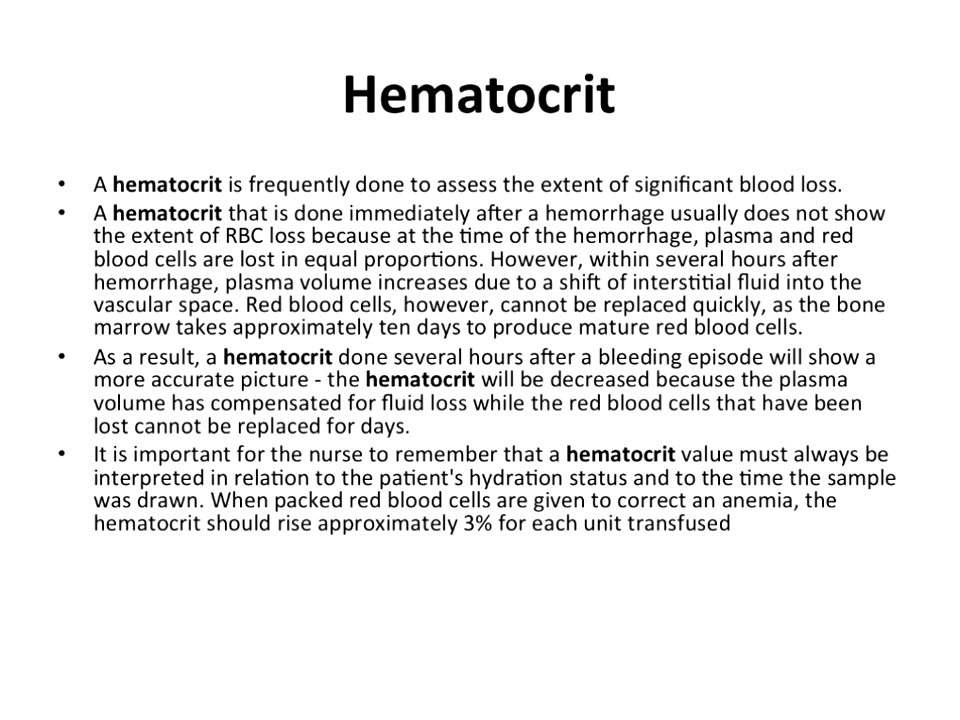 Hematocrit
• A hematocrit is frequently done to assess the extent of significant blood loss.
• A hematocrit that is done immediately after a hemorrhage usually does not show
the extent of RBC loss because at the time of the hemorrhage, plasma and red
blood cells are lost in equal proportions. However, within several hours after
hemorrhage, plasma volume increases due to a shift of interstitial fluid into the
vascular space. Red blood cells, however, cannot be replaced quickly, as the bone
marrow takes approximately ten days to produce mature red blood cells.
• As a result, a hematocrit done several hours after a bleeding episode will show a
more accurate picture - the hematocrit will be decreased because the plasma
volume has compensated for fluid loss while the red blood cells that have been
lost cannot be replaced for days.
• It is important for the nurse to remember that a hematocrit value must always be
interpreted in relation to the patient's hydration status and to the time the sample
was drawn. When packed red blood cells are given to correct an anemia, the
hematocrit should rise approximately 3% for each unit transfused